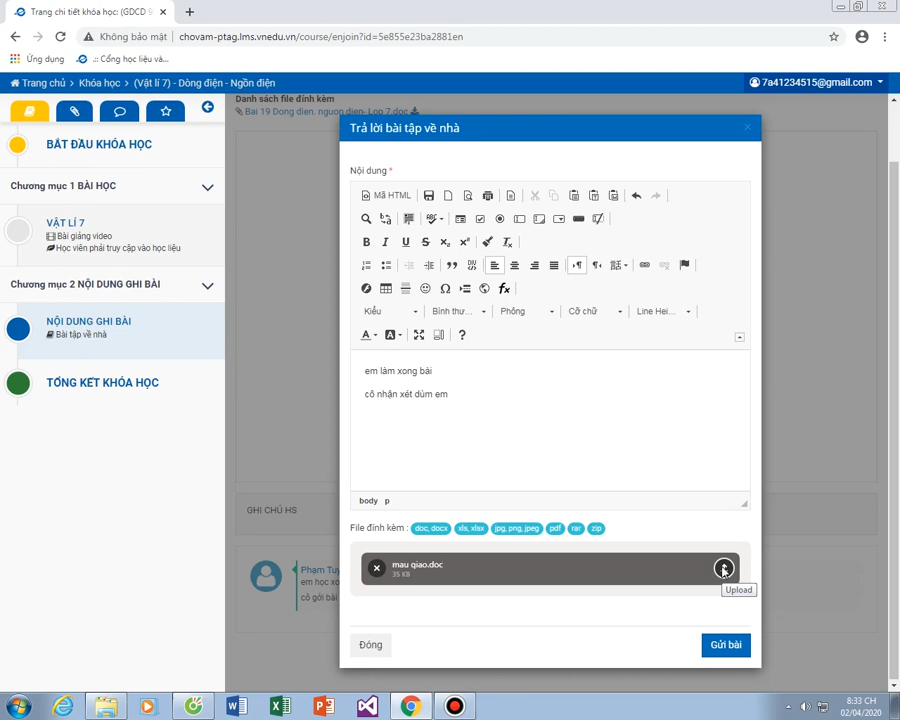 Trang chi tiết khóa học: (GDCD 9
Không bảo mật
chovam-ptag.lms.vnedu.vn/course/enjoin?id=5e855e23ba2881en
Ứng dụng
.:: Cổng học liệu và...
Trang chủ > Khóa học > (Vật lí 7) - Dòng điện - Nguồn điện
7a41234515@gmail.com
Danh sách file đính kèm
Bai 19 Dong dien. nguon dien- Lop 7.doc
BẮT ĐẦU KHÓA HỌC
Chương mục 1 BÀI HỌC
VẬT LÍ 7
Bài giảng video
Học viên phải truy cập vào học liệu
Chương mục 2 NỘI DUNG GHI BÀI
NỘI DUNG GHI BÀI
Bài tập về nhà
TỔNG KẾT KHÓA HỌC
Trả lời bài tập về nhà
Nội dung *
Mã HTML
Kiểu
Bình thư...
Phông
Cỡ chữ
Line Hei...
em làm xong bài
cô nhận xét dùm em
body p
File đính kèm : doc, docx xls, xlsx jpg, png, jpeg pdf rar zip
mau qiao.doc
35 KB
Upload
Đóng
Gửi bài
GHI CHÚ HS
Phạm Tuy
em học xo
cô gởi bài
8:33 CH
02/04/2020